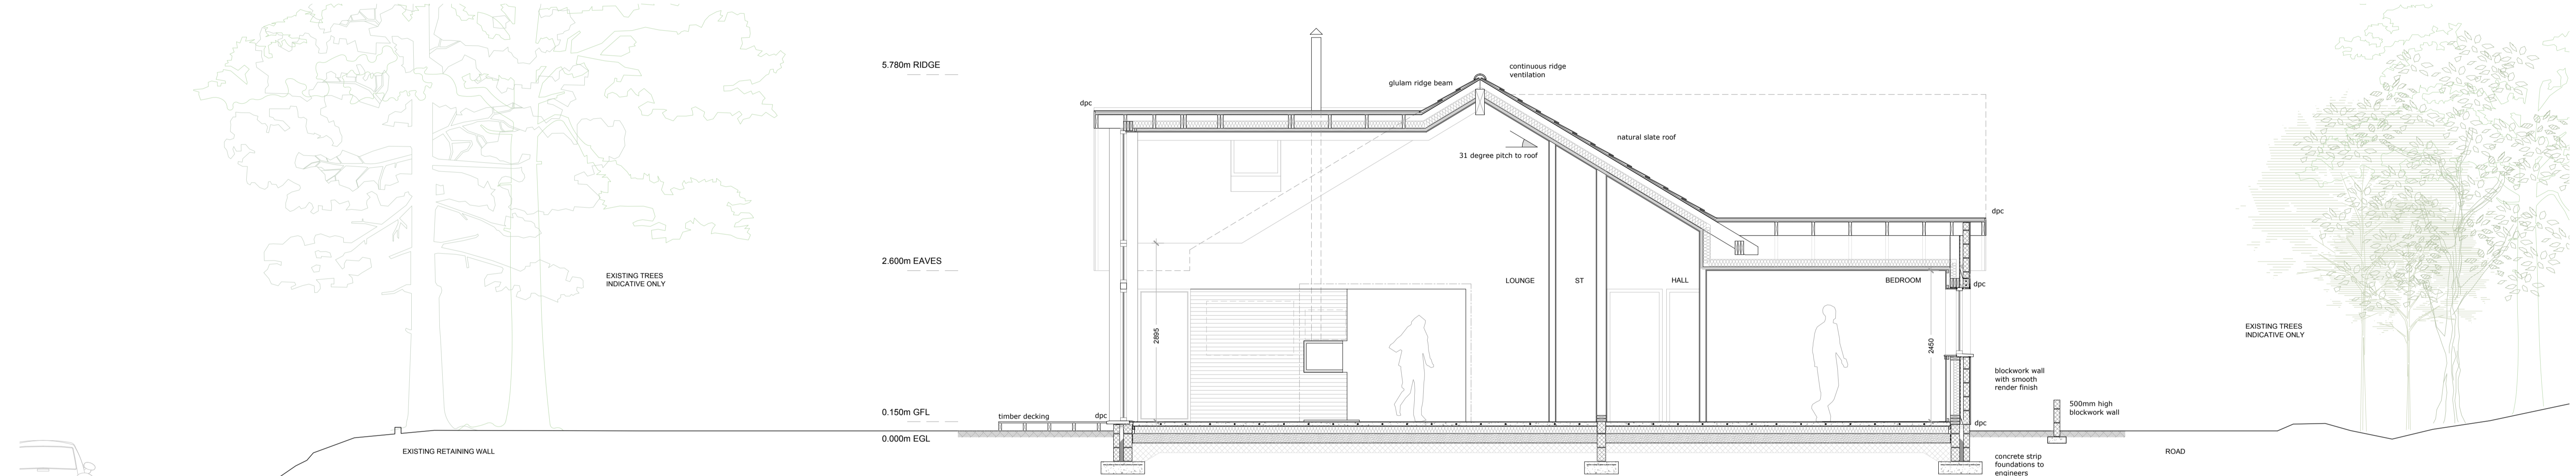 5.780m RIDGE
continuous ridge
ventilation
glulam ridge beam
dpc
natural slate roof
31 degree pitch to roof
dpc
2.600m EAVES
EXISTING TREES
INDICATIVE ONLY
LOUNGE
ST
HALL
BEDROOM
dpc
EXISTING TREES
INDICATIVE ONLY
2895
2450
blockwork wall
with smooth
render finish
500mm high
blockwork wall
0.150m GFL
timber decking
dpc
dpc
0.000m EGL
EXISTING RETAINING WALL
ROAD
concrete strip
foundations to
engineers